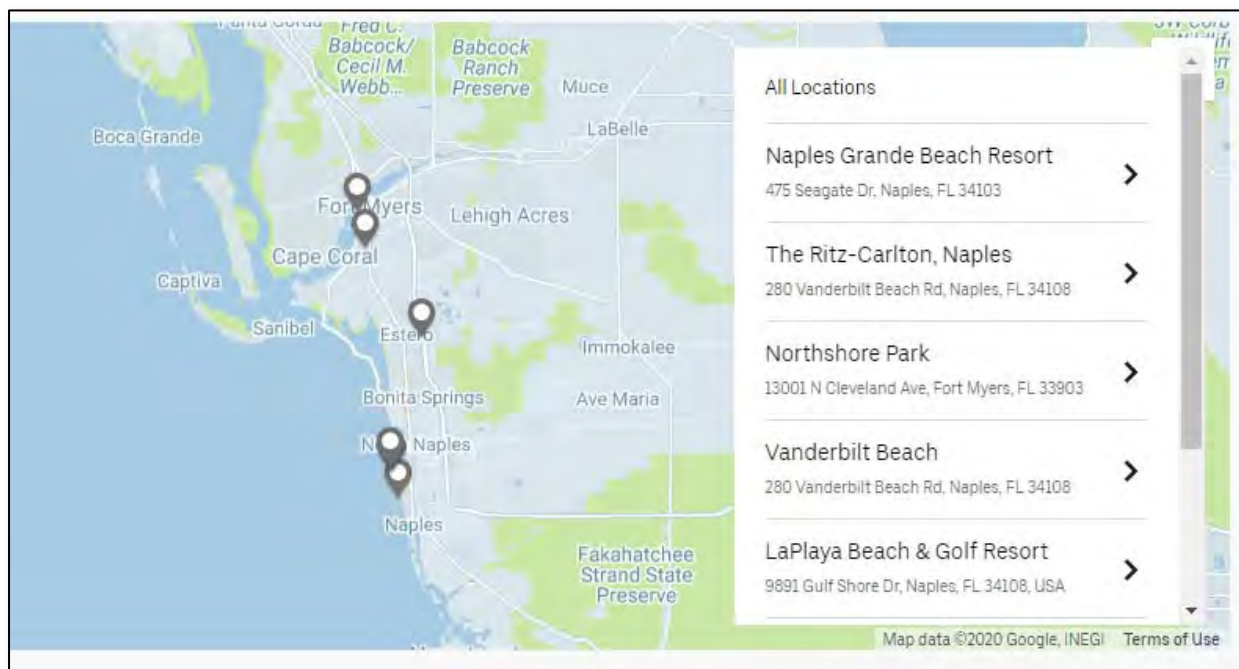 Fred C.
Babcock/
Cecil M.
Webb...
Babcock
Ranch
Preserve
Muce
LaBelle
Boca Grande
Fort Myers
Lehigh Acres
Cape Coral
Captiva
Sanibel
Estero
Immokalee
Bonita Springs
Ave Maria
Naples
Naples
Fakahatchee
Strand State
Preserve
All Locations
Naples Grande Beach Resort
475 Seagate Dr, Naples, FL 34103
The Ritz-Carlton, Naples
280 Vanderbilt Beach Rd, Naples, FL 34108
Northshore Park
13001 N Cleveland Ave, Fort Myers, FL 33903
Vanderbilt Beach
280 Vanderbilt Beach Rd, Naples, FL 34108
LaPlaya Beach & Golf Resort
9891 Gulf Shore Dr, Naples, FL 34108, USA
Map data ©2020 Google, INEGI Terms of Use